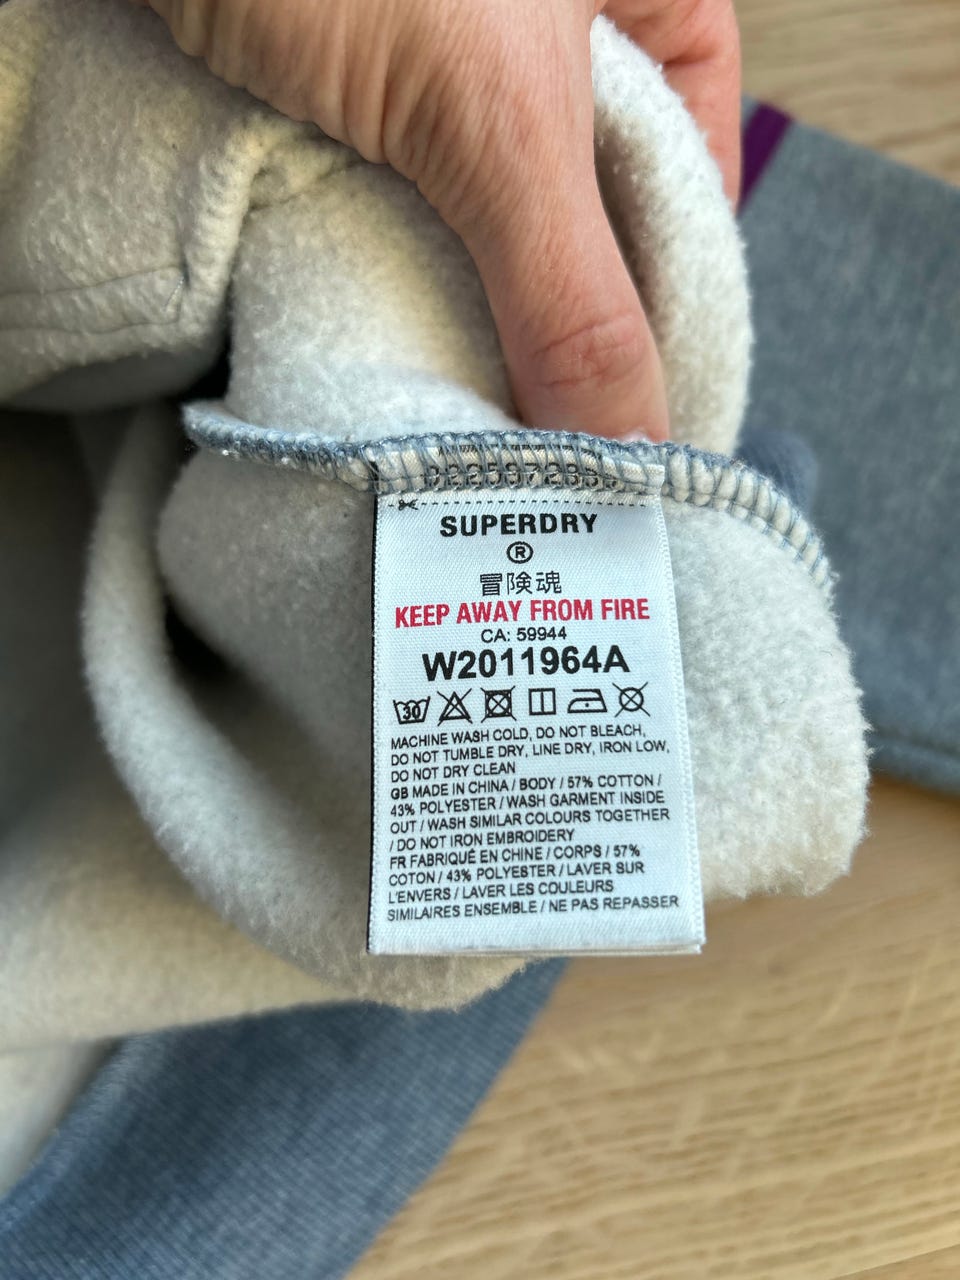 SUPERDRY
®
冒険魂
KEEP AWAY FROM FIRE
CA: 59944
W2011964A
30
MACHINE WASH COLD, DO NOT BLEACH,
DO NOT TUMBLE DRY, LINE DRY, IRON LOW,
DO NOT DRY CLEAN
GB MADE IN CHINA / BODY / 57% COTTON /
43% POLYESTER / WASH GARMENT INSIDE
OUT / WASH SIMILAR COLOURS TOGETHER
/ DO NOT IRON EMBROIDERY
FR FABRIQUÉ EN CHINE / CORPS / 57%
COTON / 43% POLYESTER / LAVER SUR
L'ENVERS / LAVER LES COULEURS
SIMILAIRES ENSEMBLE / NE PAS REPASSER